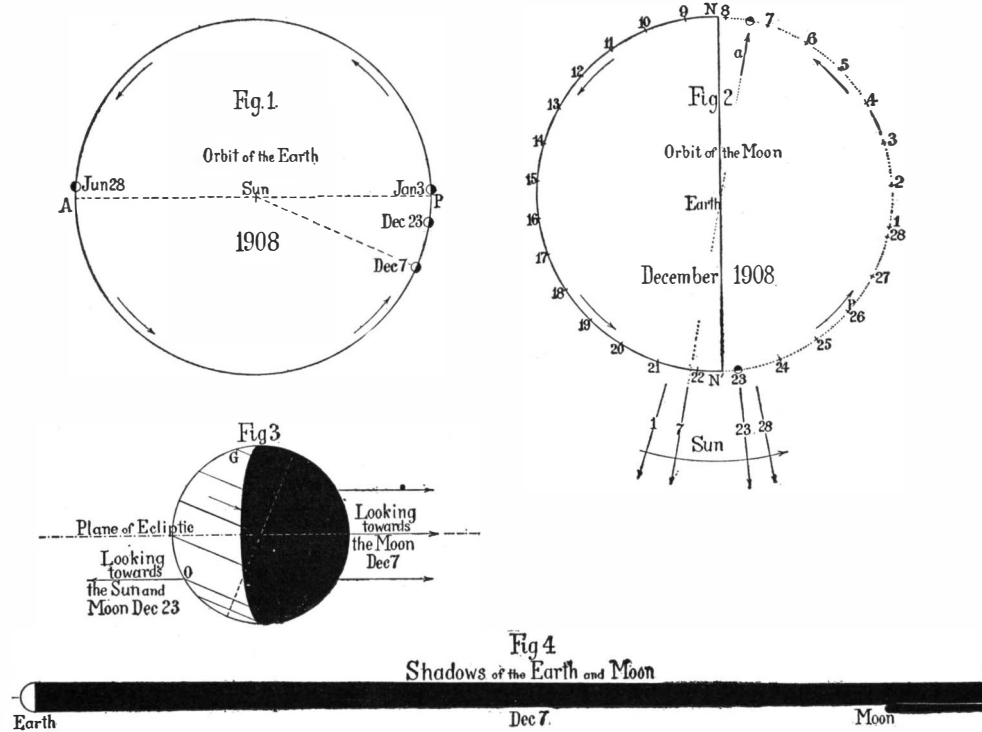 Fig. 1
Orbit of the Earth
Jun28
Sun
Jan3
A
P
Dec 23
1908
Dec7
N
8
7
9
10
6
11
a
5
12
4
13
Fig 2
3
14
Orbit of the Moon
15
2
Earth
16
1
28
17
December 1908
27
18
P
26
19
25
20
24
21
22
N'
23
1
7
23
28
Sun
Fig3
G
Plane of Ecliptic
Looking
towards
the Sun and
Moon Dec 23
O
Looking
towards
the Moon
Dec7
Fig 4
Shadows of the Earth and Moon
Earth
Dec 7.
Moon